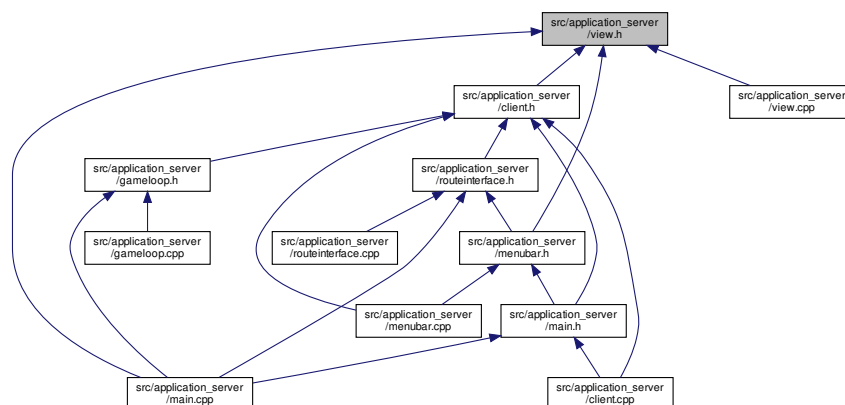 src/application_server
/view.h
src/application_server
/client.h
src/application_server
/view.cpp
src/application_server
/gameloop.h
src/application_server
/routeinterface.h
src/application_server
/gameloop.cpp
src/application_server
/routeinterface.cpp
src/application_server
/menubar.h
src/application_server
/menubar.cpp
src/application_server
/main.h
src/application_server
/main.cpp
src/application_server
/client.cpp